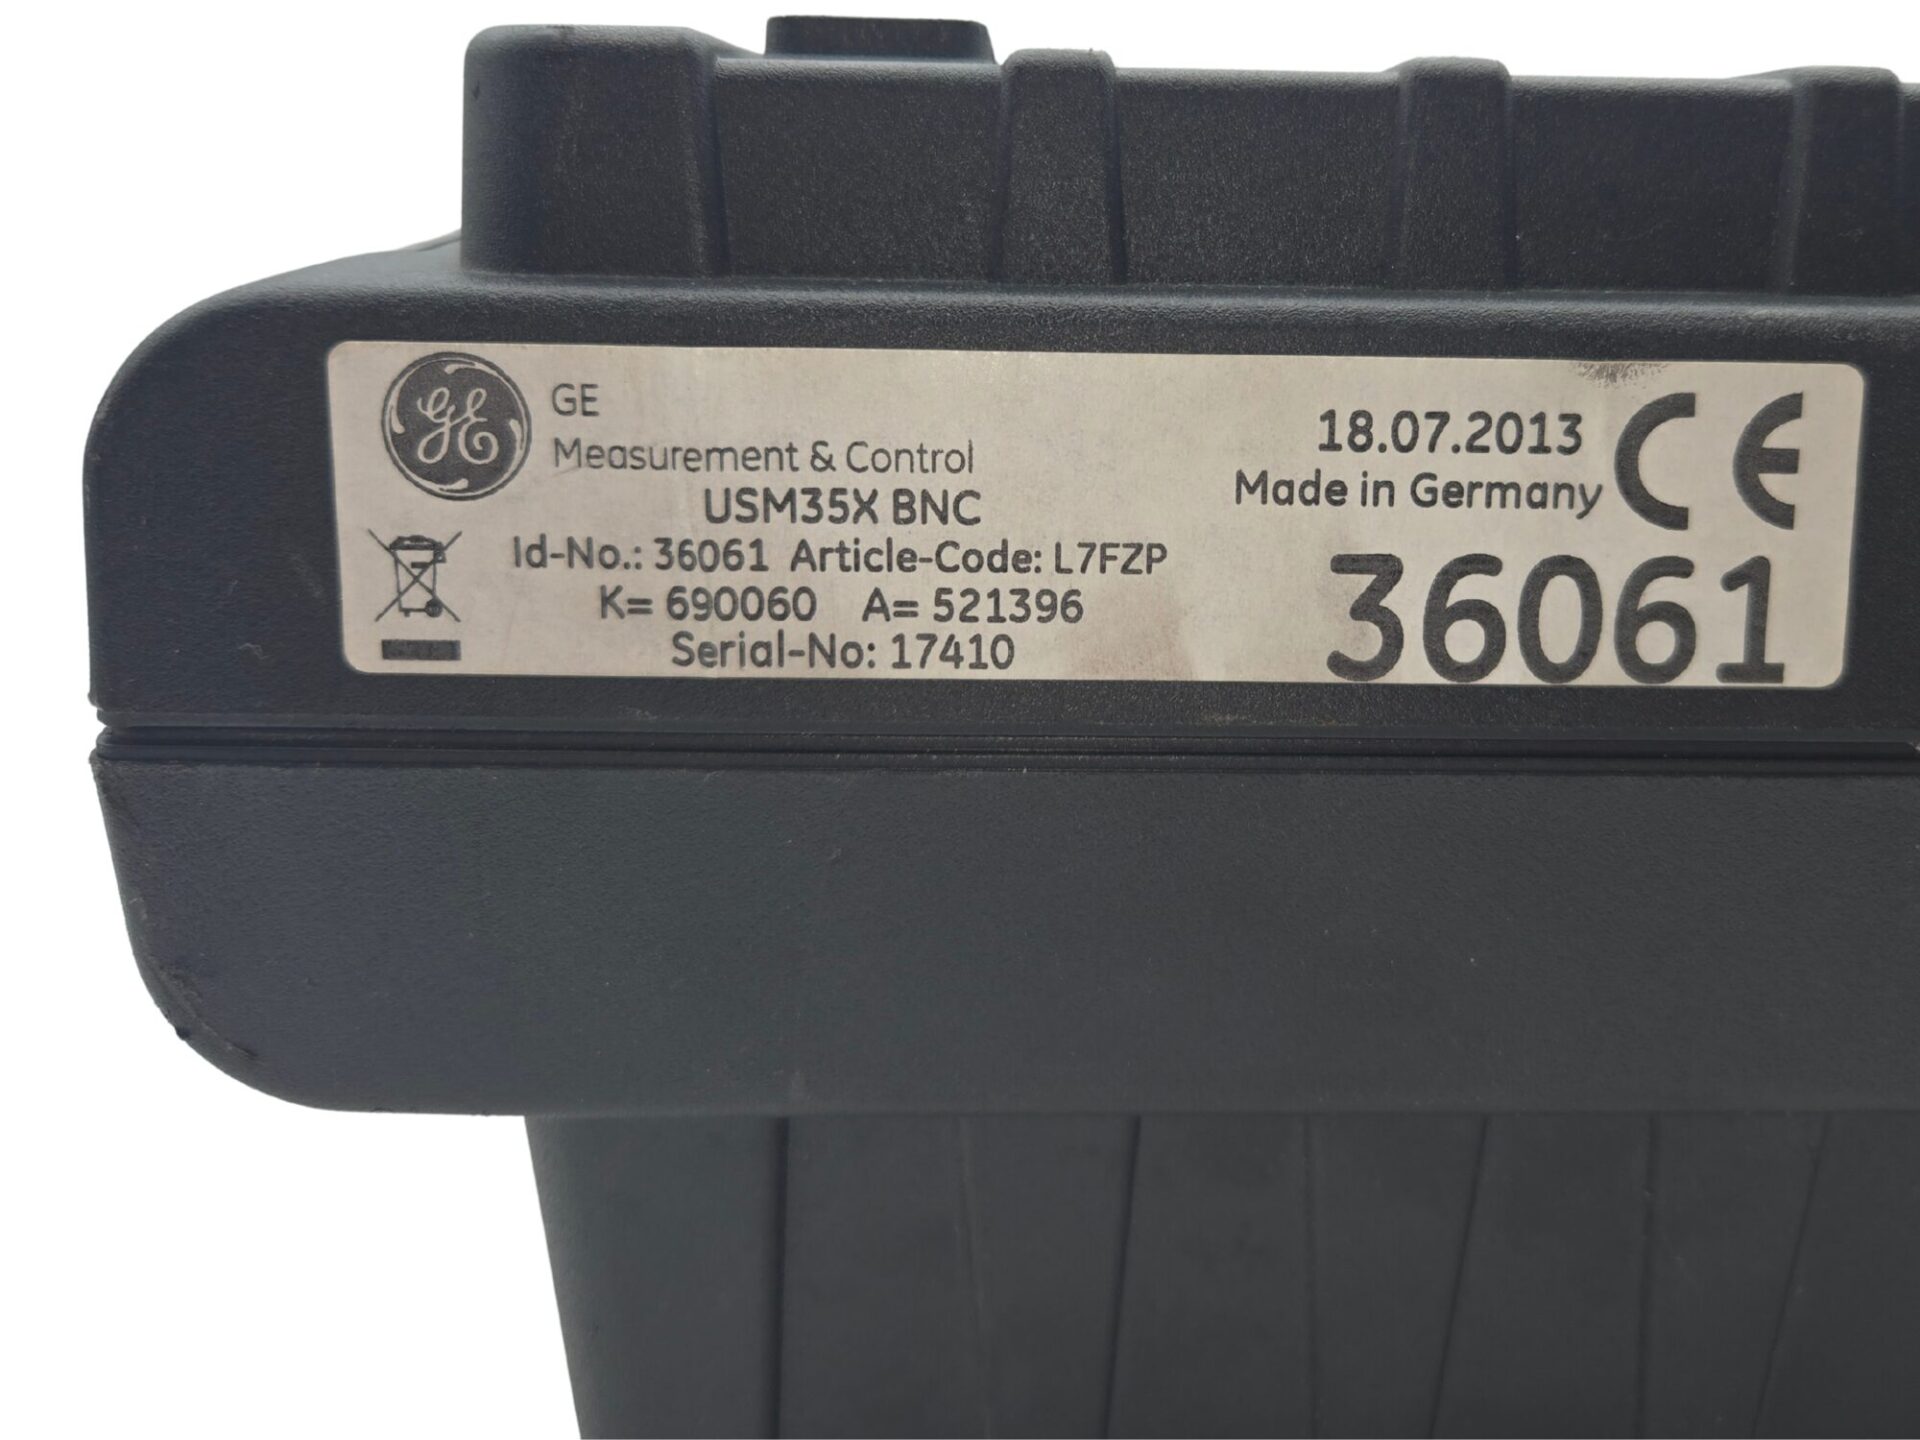 GE
GE
Measurement & Control
USM35X BNC
Id-No.: 36061 Article-Code: L7FZP
K= 690060 A= 521396
Serial-No: 17410
18.07.2013
Made in Germany
CE
36061